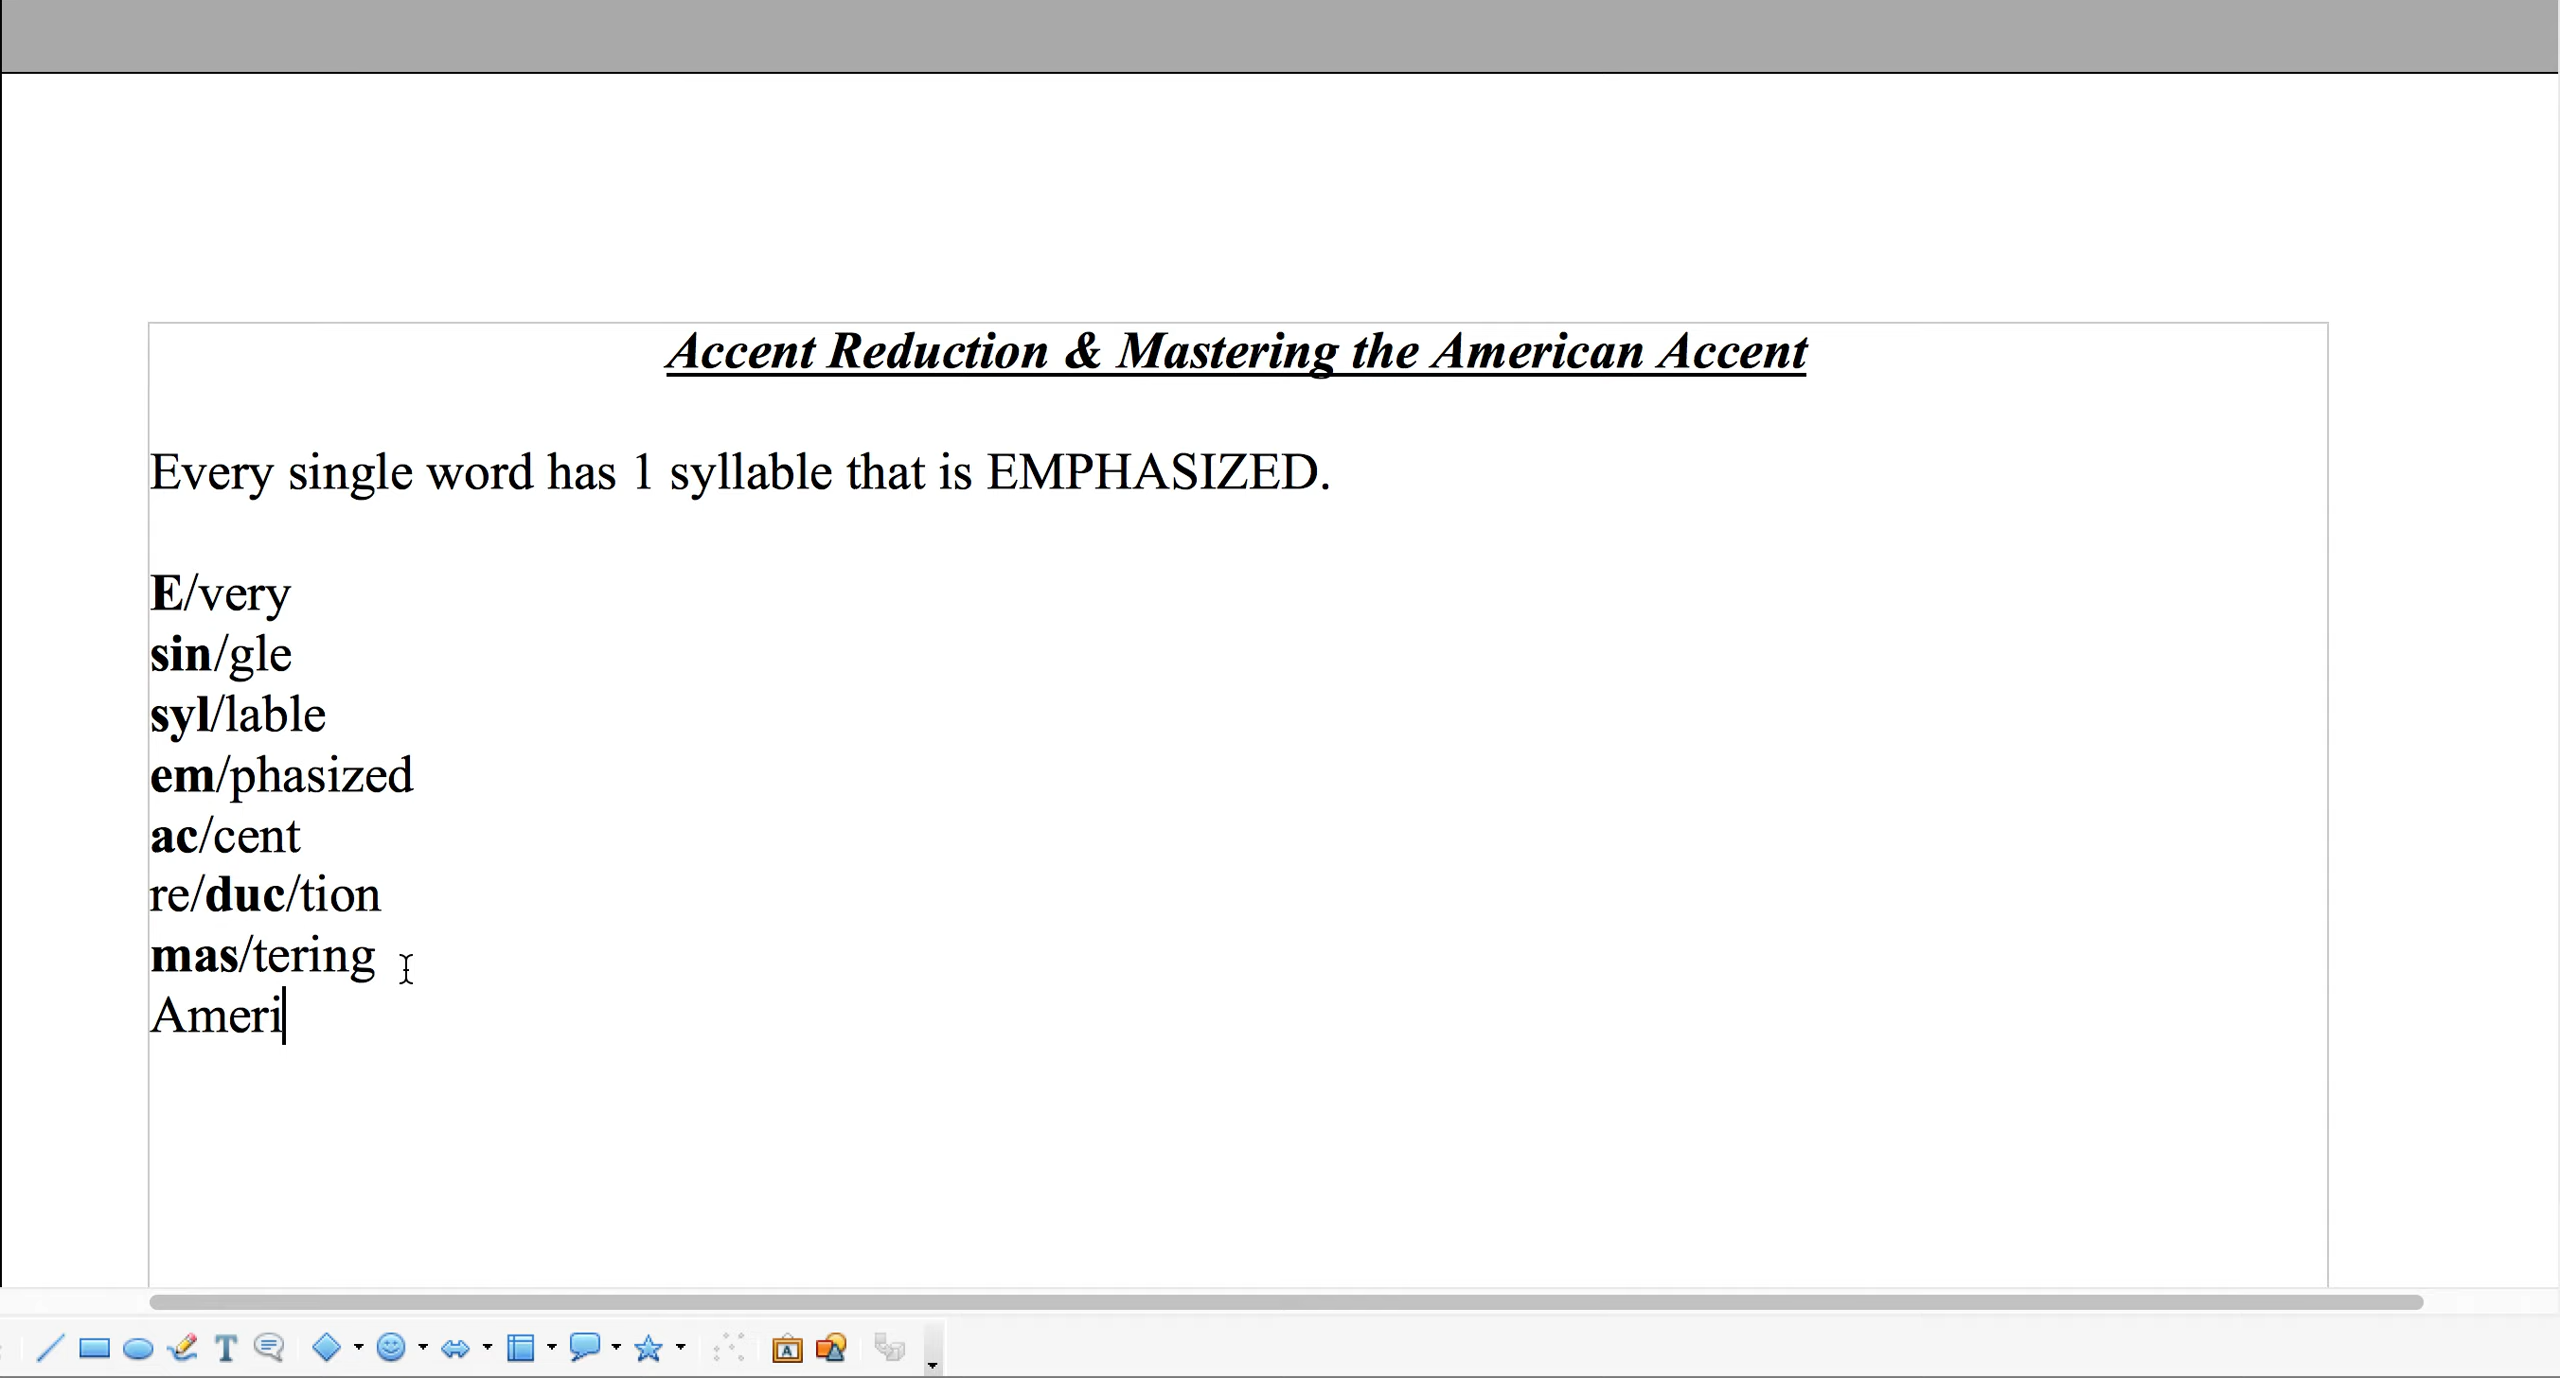 Accent Reduction & Mastering the American Accent
Every single word has 1 syllable that is EMPHASIZED.
E/very
sin/gle
syl/lable
em/phasized
ac/cent
re/duc/tion
mas/tering
Ameri